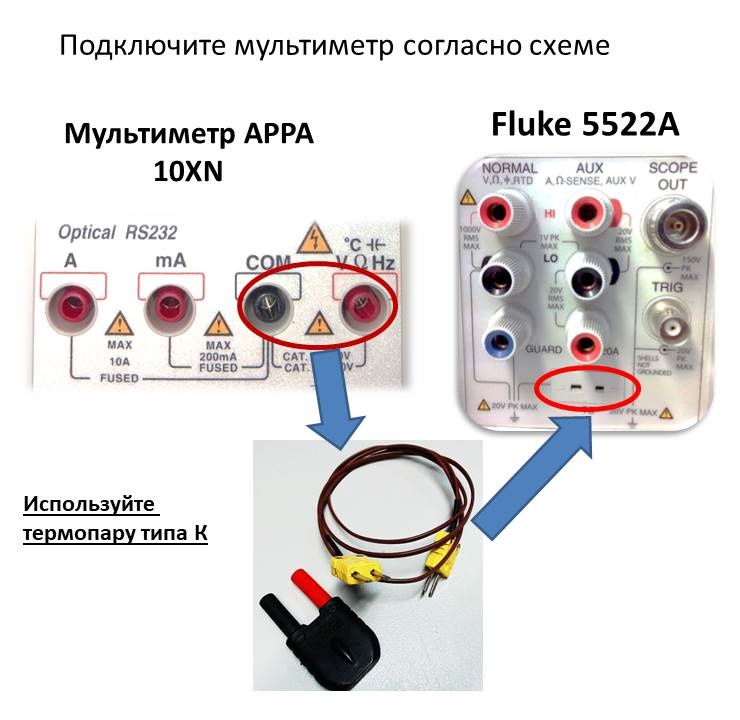 Подключите мультиметр согласно схеме
Мультиметр APPA
10XN
Fluke 5522A
Optical RS232
A
mA
COM
°C
V Ω Hz
MAX
10A
FUSED
MAX
200mA
FUSED
CAT.
CAT.
NORMAL
V,Ω,⏚,RTD
AUX
A,Ω-SENSE, AUX V
SCOPE
OUT
HI
1000V
RMS
MAX
1V PK
MAX
20V
RMS
MAX
LO
150V
PK
MAX
20V
RMS
MAX
TRIG
GUARD
20A
SHELLS
NOT
GROUNDED
20V
PK
MAX
20V PK MAX
20V PK MAX
Используйте
термопару типа К